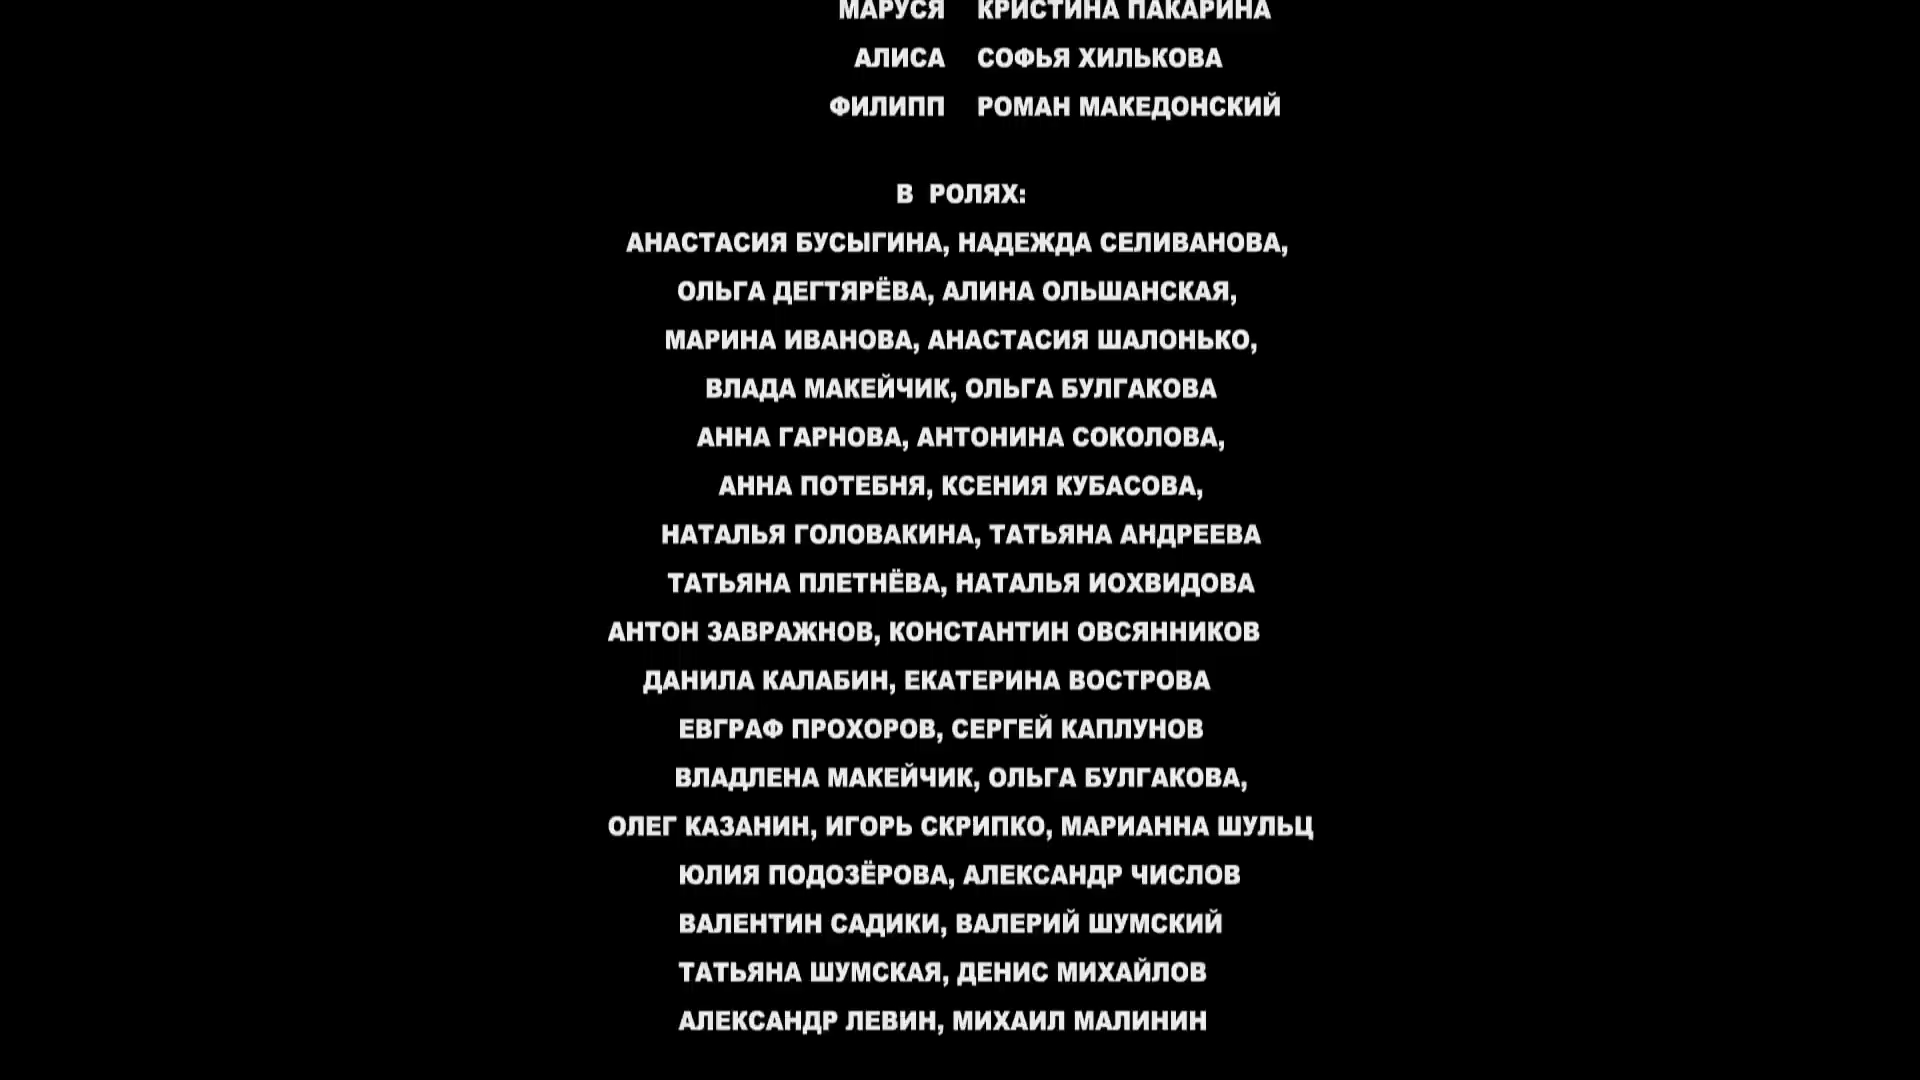 МАРУСЯ КРИСТИНА ПАКАРИНА
АЛИСА СОФЬЯ ХИЛЬКОВА
ФИЛИПП РОМАН МАКЕДОНСКИЙ
В РОЛЯХ:
АНАСТАСИЯ БУСЫГИНА, НАДЕЖДА СЕЛИВАНОВА,
ОЛЬГА ДЕГТЯРЁВА, АЛИНА ОЛЬШАНСКАЯ,
МАРИНА ИВАНОВА, АНАСТАСИЯ ШАЛОНЬКО,
ВЛАДА МАКЕЙЧИК, ОЛЬГА БУЛГАКОВА
АННА ГАРНОВА, АНТОНИНА СОКОЛОВА,
АННА ПОТЕБНЯ, КСЕНИЯ КУБАСОВА,
НАТАЛЬЯ ГОЛОВАКИНА, ТАТЬЯНА АНДРЕЕВА
ТАТЬЯНА ПЛЕТНЁВА, НАТАЛЬЯ ИОХВИДОВА
АНТОН ЗАВРАЖНОВ, КОНСТАНТИН ОВСЯННИКОВ
ДАНИЛА КАЛАБИН, ЕКАТЕРИНА ВОСТРОВА
ЕВГРАФ ПРОХОРОВ, СЕРГЕЙ КАПЛУНОВ
ВЛАДЛЕНА МАКЕЙЧИК, ОЛЬГА БУЛГАКОВА,
ОЛЕГ КАЗАНИН, ИГОРЬ СКРИПКО, МАРИАННА ШУЛЬЦ
ЮЛИЯ ПОДОЗЁРОВА, АЛЕКСАНДР ЧИСЛОВ
ВАЛЕНТИН САДИКИ, ВАЛЕРИЙ ШУМСКИЙ
ТАТЬЯНА ШУМСКАЯ, ДЕНИС МИХАЙЛОВ
АЛЕКСАНДР ЛЕВИН, МИХАИЛ МАЛИНИН